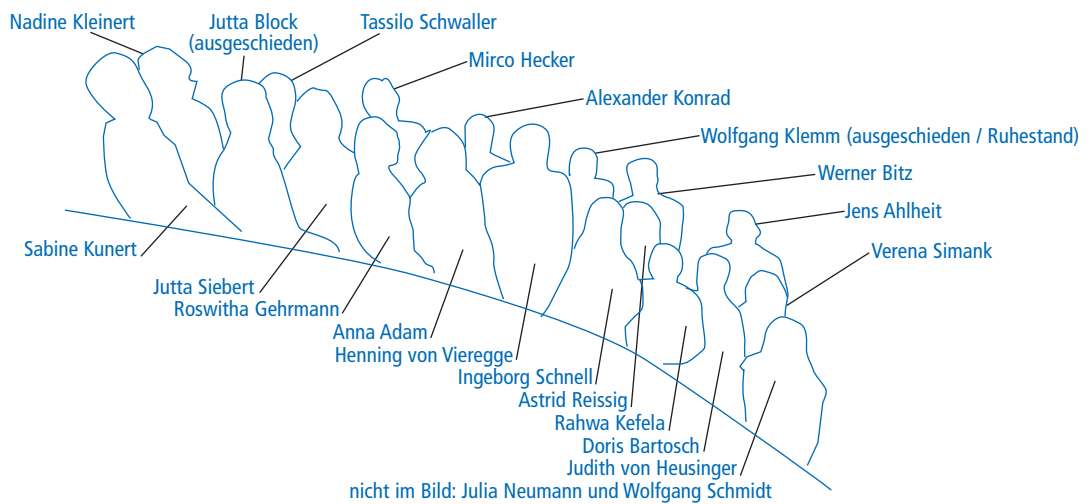 Nadine Kleinert
Jutta Block
(ausgeschieden)
Tassilo Schwaller
Mirco Hecker
Alexander Konrad
Wolfgang Klemm (ausgeschieden / Ruhestand)
Werner Bitz
Jens Ahlheit
Verena Simank
Sabine Kunert
Jutta Siebert
Roswitha Gehrmann
Anna Adam
Henning von Vieregge
Ingeborg Schnell
Astrid Reissig
Rahwa Kefela
Doris Bartosch
Judith von Heusinger
nicht im Bild: Julia Neumann und Wolfgang Schmidt